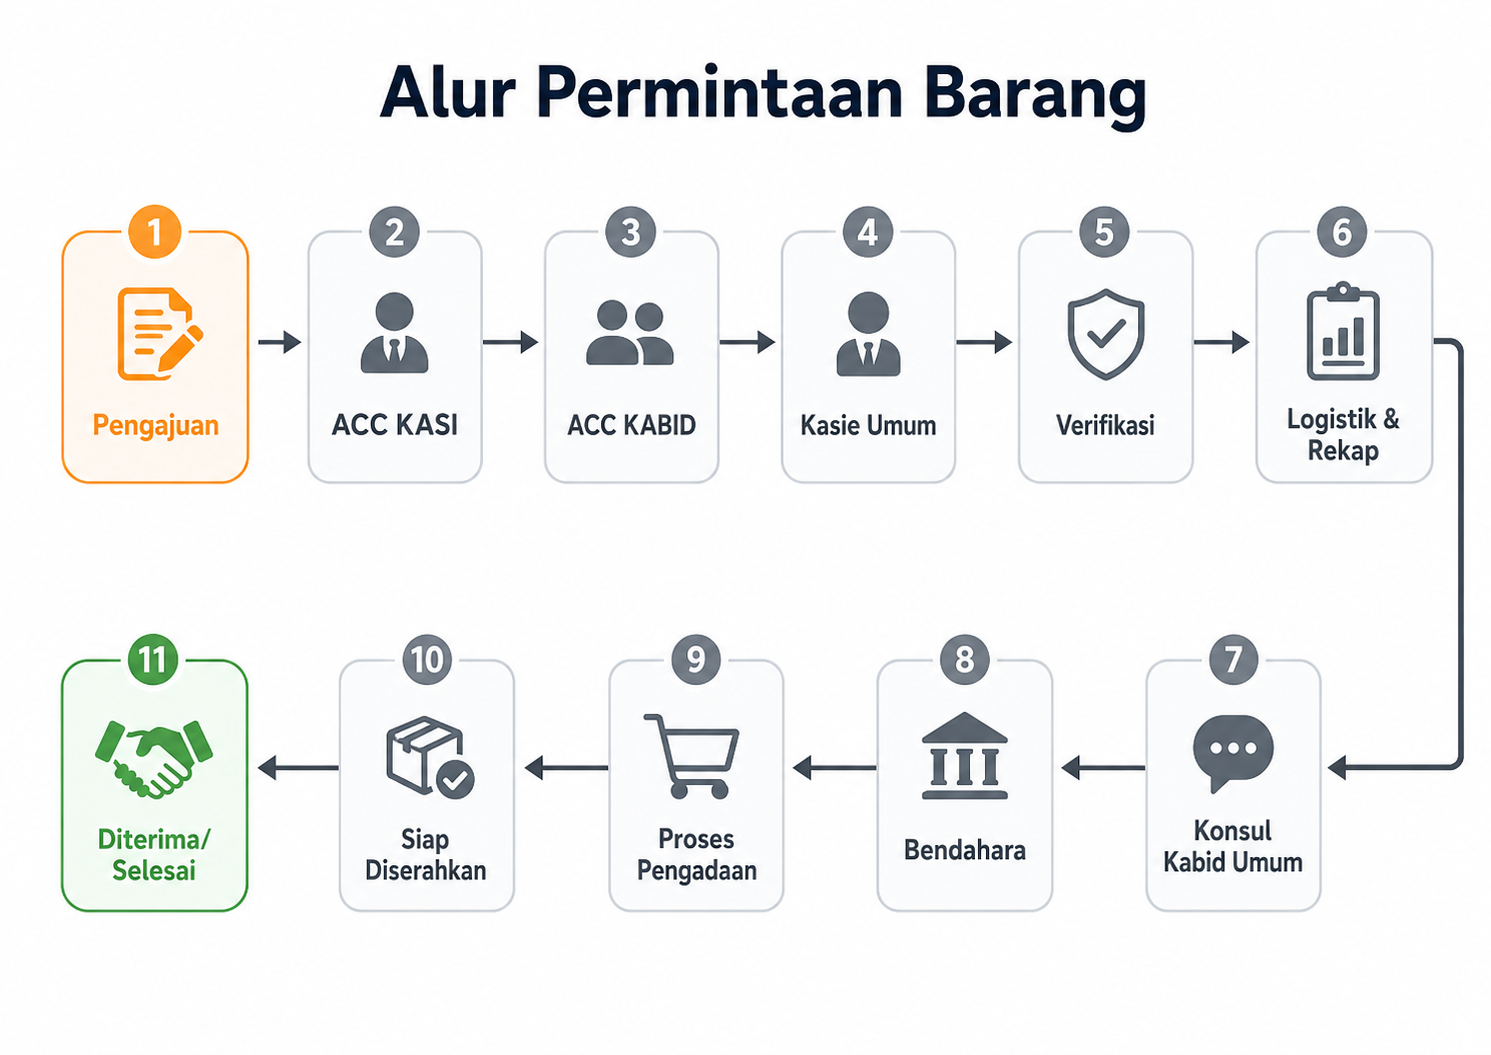 Alur Permintaan Barang
1
Pengajuan
2
ACC KASI
3
ACC KABID
4
Kasie Umum
5
Verifikasi
6
Logistik &
Rekap
7
Konsul
Kabid Umum
8
Bendahara
9
Proses
Pengadaan
10
Siap
Diserahkan
11
Diterima/
Selesai